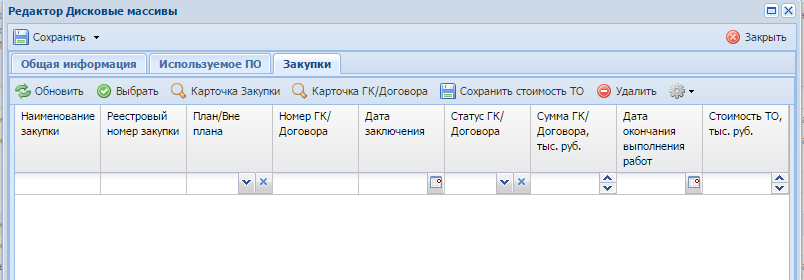 Редактор Дисковые массивы
Сохранить Закрыть
Общая информация Используемое ПО Закупки
Обновить Выбрать Карточка Закупки Карточка ГК/Договора Сохранить стоимость ТО Удалить
Наименование закупки
Реестровый номер закупки
План/Вне плана
Номер ГК/ Договора
Дата заключения
Статус ГК/ Договора
Сумма ГК/ Договора, тыс. руб.
Дата окончания выполнения работ
Стоимость ТО, тыс. руб.